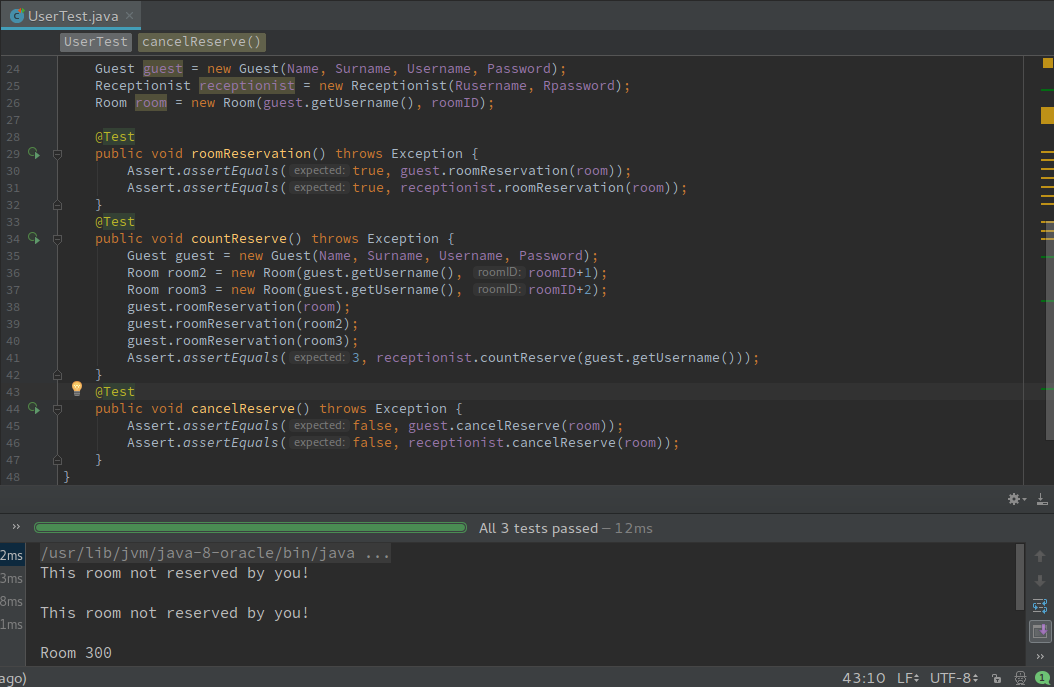 UserTest.java ×
UserTest cancelReserve()
24 Guest guest = new Guest(Name, Surname, Username, Password);
25 Receptionist receptionist = new Receptionist(Rusername, Rpassword);
26 Room room = new Room(guest.getUsername(), roomID);
27
28 @Test
29 public void roomReservation() throws Exception {
30 Assert.assertEquals( expected: true, guest.roomReservation(room));
31 Assert.assertEquals( expected: true, receptionist.roomReservation(room));
32 }
33 @Test
34 public void countReserve() throws Exception {
35 Guest guest = new Guest(Name, Surname, Username, Password);
36 Room room2 = new Room(guest.getUsername(), roomID: roomID+1);
37 Room room3 = new Room(guest.getUsername(), roomID: roomID+2);
38 guest.roomReservation(room);
39 guest.roomReservation(room2);
40 guest.roomReservation(room3);
41 Assert.assertEquals( expected: 3, receptionist.countReserve(guest.getUsername()));
42 }
43 @Test
44 public void cancelReserve() throws Exception {
45 Assert.assertEquals( expected: false, guest.cancelReserve(room));
46 Assert.assertEquals( expected: false, receptionist.cancelReserve(room));
47 }
48 }
» All 3 tests passed – 12ms
2ms /usr/lib/jvm/java-8-oracle/bin/java ...
This room not reserved by you!
3ms
8ms
This room not reserved by you!
1ms
Room 300
»
ago) 43:10 LF UTF-8 1